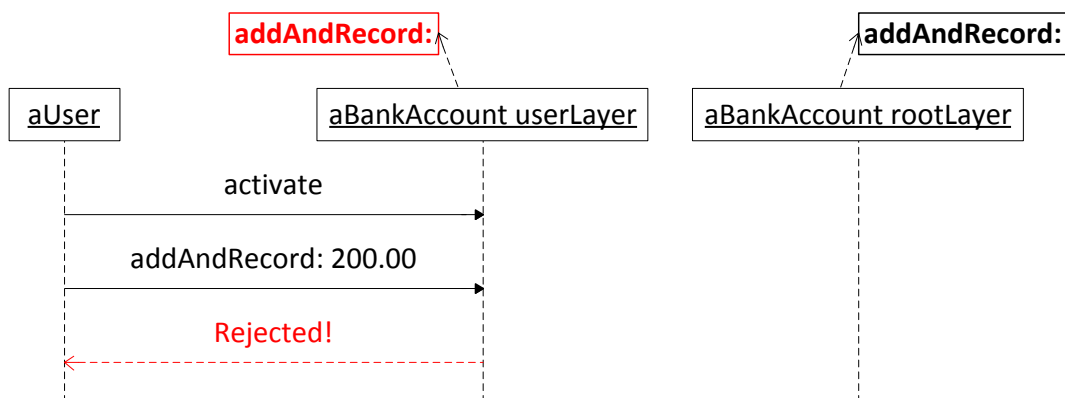 addAndRecord:
addAndRecord:
aUser
aBankAccount userLayer
aBankAccount rootLayer
activate
addAndRecord: 200.00
Rejected!